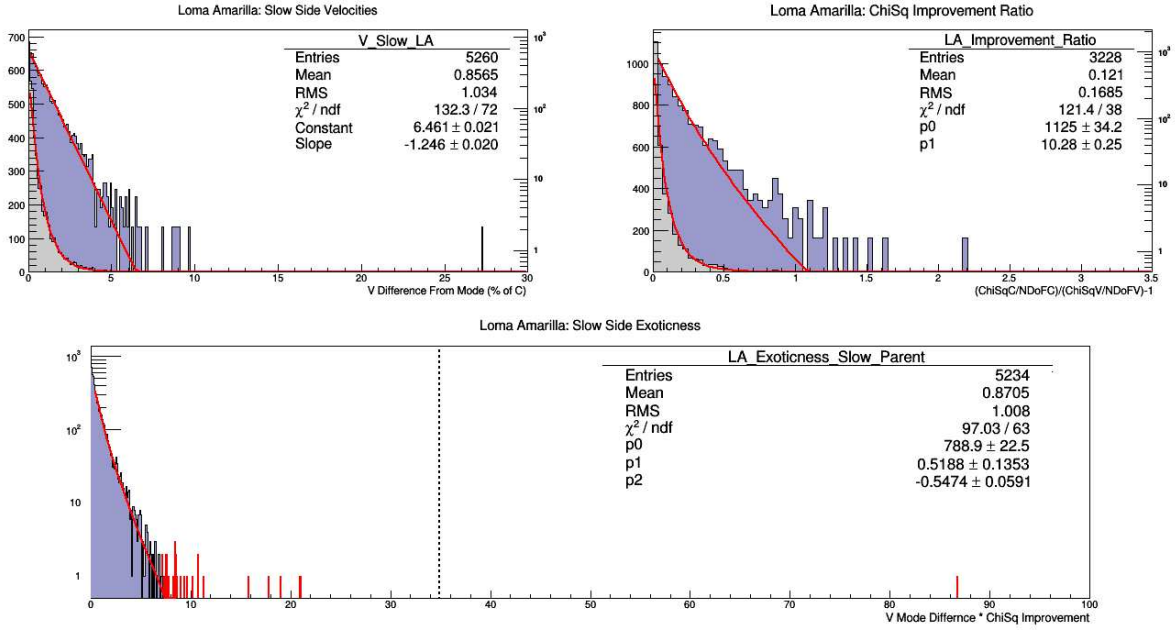 Loma Amarilla: Slow Side Velocities
V_Slow_LA
Entries 5260
Mean 0.8565
RMS 1.034
χ² / ndf 132.3 / 72
Constant 6.461 ± 0.021
Slope -1.246 ± 0.020
700
600
500
400
300
200
100
0
10³
10²
10
1
0 5 10 15 20 25 30
V Difference From Mode (% of C)
Loma Amarilla: ChiSq Improvement Ratio
LA_Improvement_Ratio
Entries 3228
Mean 0.121
RMS 0.1685
χ² / ndf 121.4 / 38
p0 1125 ± 34.2
p1 10.28 ± 0.25
1000
800
600
400
200
0
10³
10²
10
1
0 0.5 1 1.5 2 2.5 3 3.5
(ChiSqC/NDoFC)/(ChiSqV/NDoFV)-1
Loma Amarilla: Slow Side Exoticness
LA_Exoticness_Slow_Parent
Entries 5234
Mean 0.8705
RMS 1.008
χ² / ndf 97.03 / 63
p0 788.9 ± 22.5
p1 0.5188 ± 0.1353
p2 -0.5474 ± 0.0591
10³
10²
10
1
0 10 20 30 40 50 60 70 80 90 100
V Mode Differnce * ChiSq Improvement